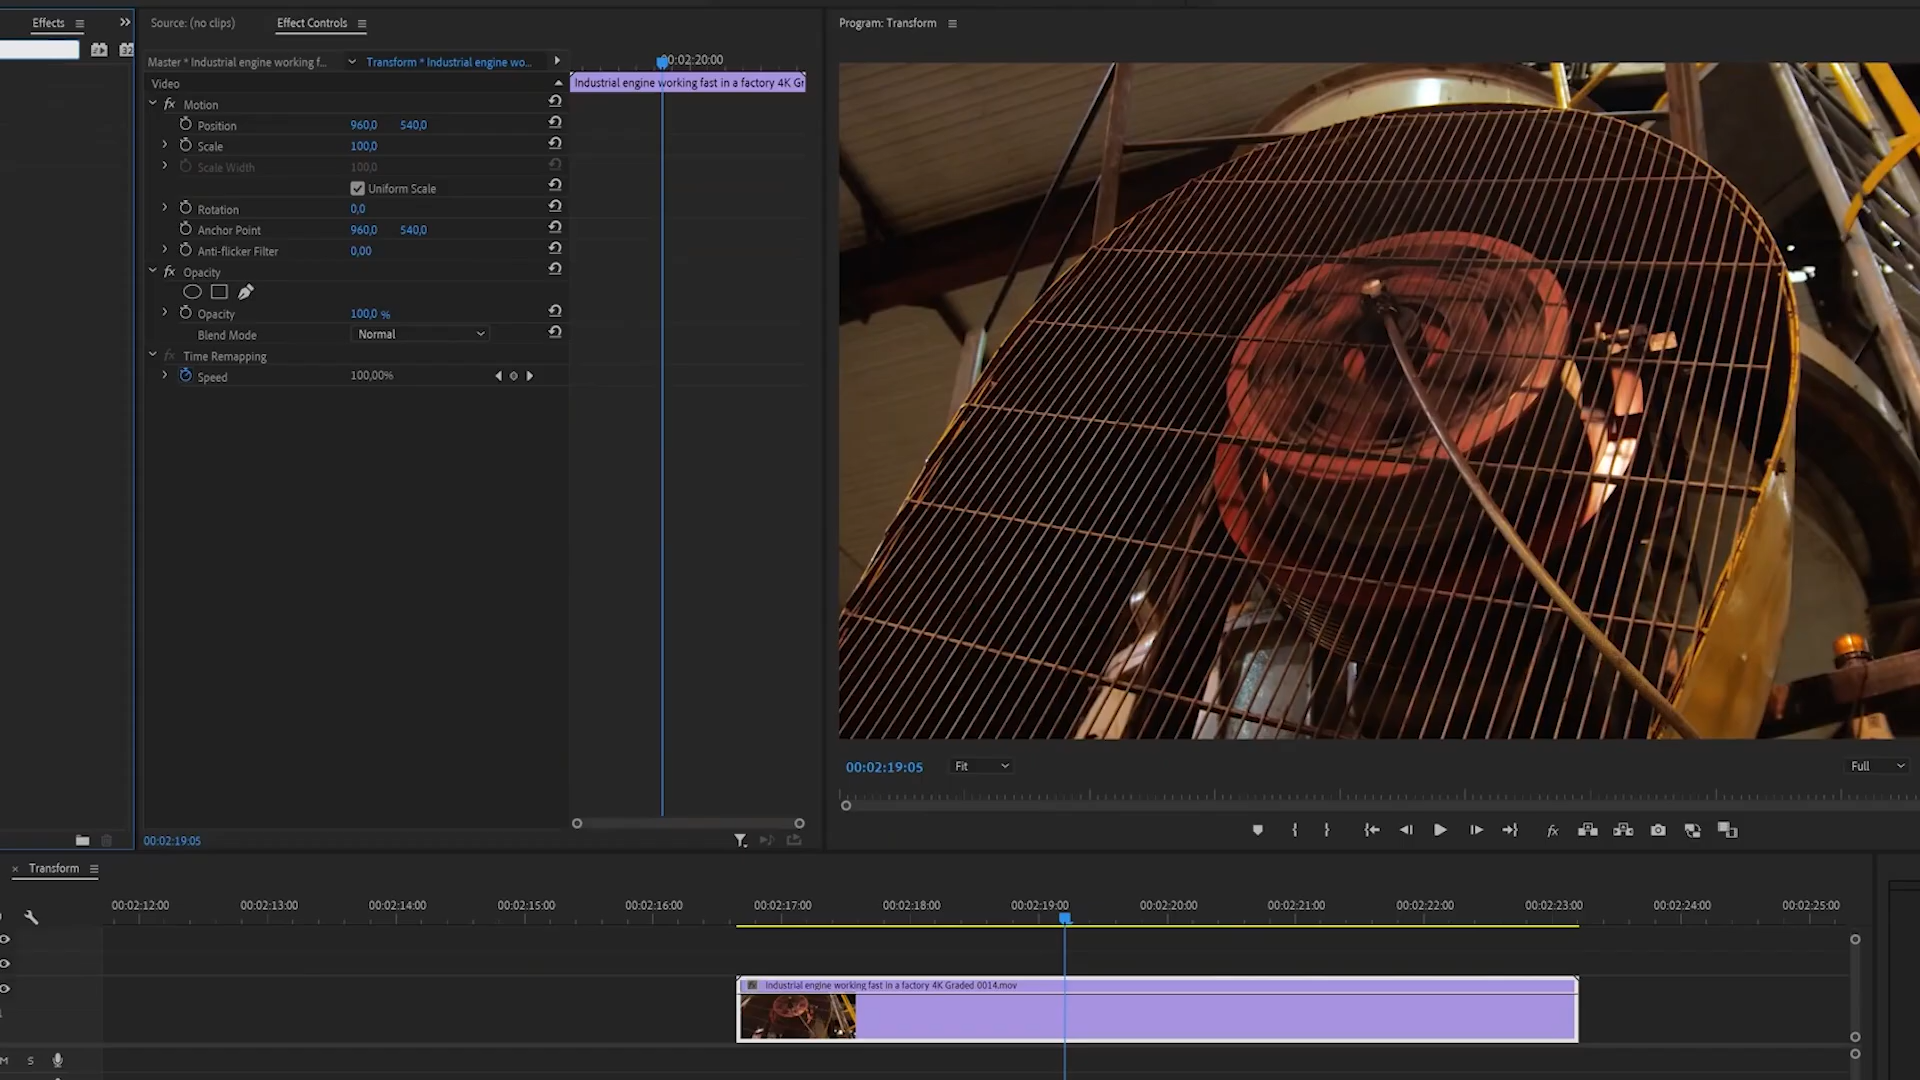 Effects
Source: (no clips)
Effect Controls
Program: Transform
Master * Industrial engine working f...
Transform * Industrial engine wo...
00:02:20:00
Video
Industrial engine working fast in a factory 4K Gr
fx Motion
Position 960,0 540,0
Scale 100,0
Scale Width 100,0
Uniform Scale
Rotation 0,0
Anchor Point 960,0 540,0
Anti-flicker Filter 0,00
fx Opacity
Opacity 100,0 %
Blend Mode Normal
fx Time Remapping
Speed 100,00%
00:02:19:05 Fit Full
00:02:19:05
fx
× Transform
00:02:12:00 00:02:13:00 00:02:14:00 00:02:15:00 00:02:16:00 00:02:17:00 00:02:18:00 00:02:19:00 00:02:20:00 00:02:21:00 00:02:22:00 00:02:23:00 00:02:24:00 00:02:25:00
Industrial engine working fast in a factory 4K Graded 0014.mov
M S